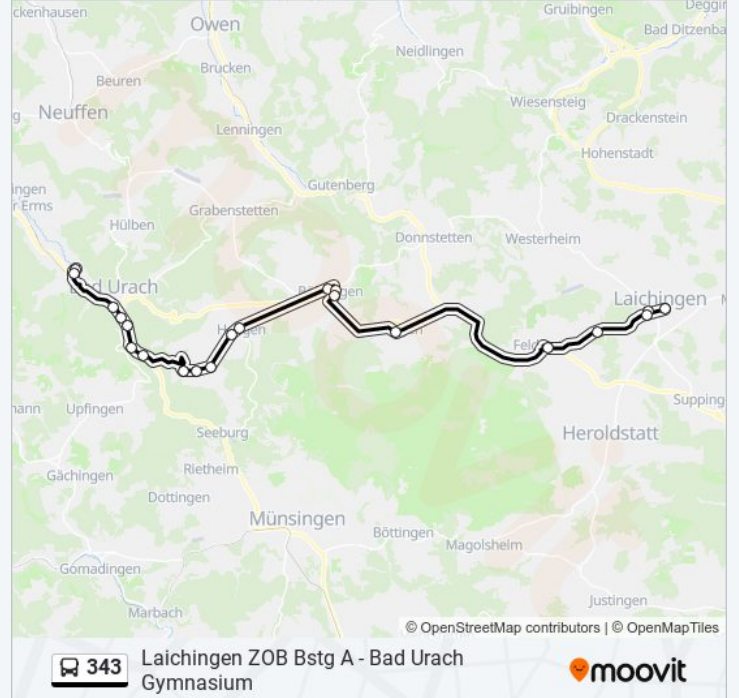 ckenhausen
Gruibingen
Deggin
Owen
Bad Ditzenba
Neidlingen
Brucken
Beuren
Wiesensteig
Neuffen
Drackenstein
Lenningen
Hohenstadt
Gutenberg
ingen
r Erms
Grabenstetten
Hülben
Donnstetten
Westerheim
d Urach
Laichingen
Feld
mann
Upfingen
Supping
Seeburg
Heroldstatt
Rietheim
Gächingen
Dottingen
Münsingen
Böttingen
Magolsheim
Gomadingen
Justingen
Marbach
© OpenStreetMap contributors | © OpenMapTiles
343
Laichingen ZOB Bstg A - Bad Urach
Gymnasium
moovit